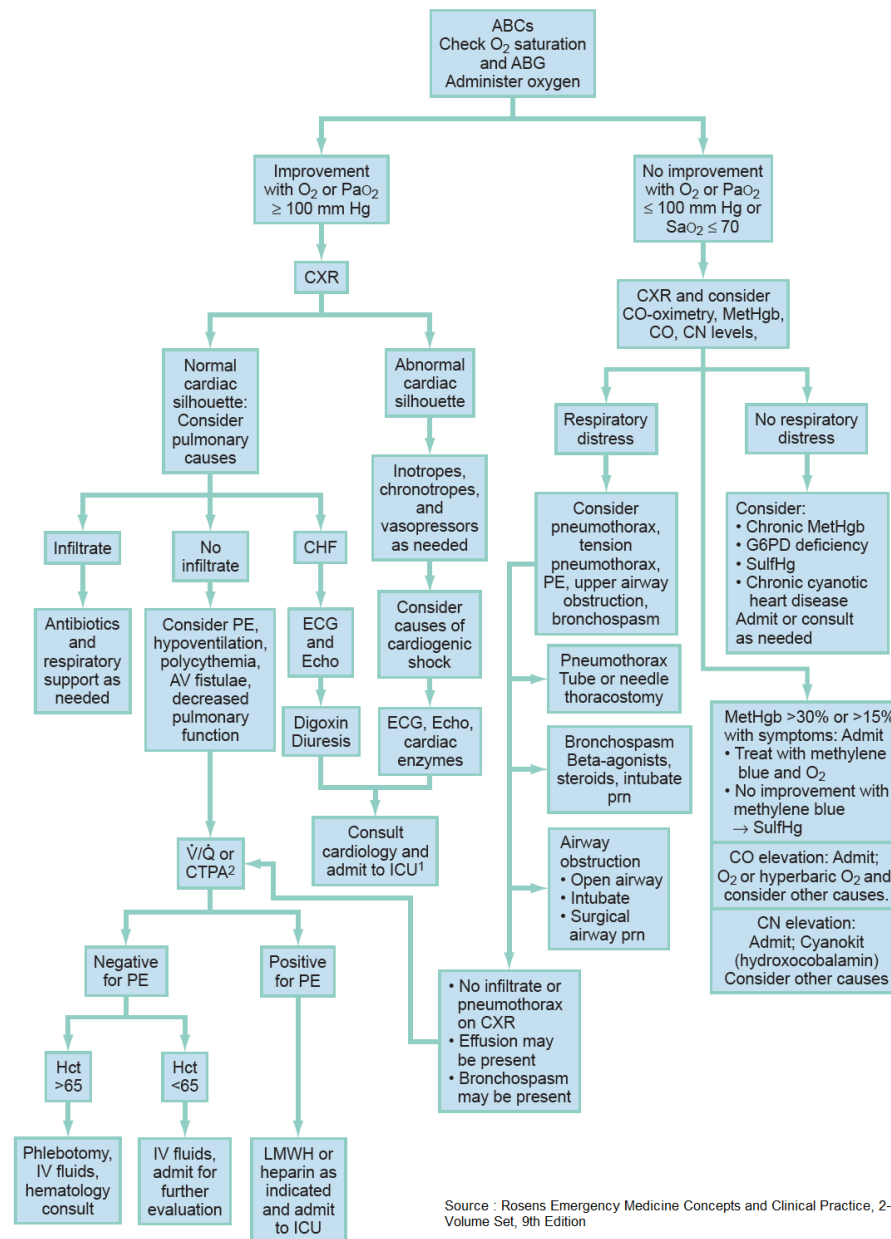 ABCs
Check O₂ saturation
and ABG
Administer oxygen
Improvement
with O₂ or PaO₂
≥ 100 mm Hg
No improvement
with O₂ or PaO₂
≤ 100 mm Hg or
SaO₂ ≤ 70
CXR
CXR and consider
CO-oximetry, MetHgb,
CO, CN levels,
Normal
cardiac
silhouette:
Consider
pulmonary
causes
Abnormal
cardiac
silhouette
Respiratory
distress
No respiratory
distress
Infiltrate
No
infiltrate
CHF
Inotropes,
chronotropes,
and
vasopressors
as needed
Consider
pneumothorax,
tension
pneumothorax,
PE, upper airway
obstruction,
bronchospasm
Consider:
• Chronic MetHgb
• G6PD deficiency
• SulfHg
• Chronic cyanotic
heart disease
Admit or consult
as needed
Antibiotics
and
respiratory
support as
needed
Consider PE,
hypoventilation,
polycythemia,
AV fistulae,
decreased
pulmonary
function
ECG
and
Echo
Consider
causes of
cardiogenic
shock
Digoxin
Diuresis
ECG, Echo,
cardiac
enzymes
Pneumothorax
Tube or needle
thoracostomy
Bronchospasm
Beta-agonists,
steroids, intubate
prn
Airway
obstruction
• Open airway
• Intubate
• Surgical
airway prn
MetHgb >30% or >15%
with symptoms: Admit
• Treat with methylene
blue and O₂
• No improvement with
methylene blue
→ SulfHg
CO elevation: Admit;
O₂ or hyperbaric O₂ and
consider other causes.
CN elevation:
Admit; Cyanokit
(hydroxocobalamin)
Consider other causes
Consult
cardiology and
admit to ICU¹
V̇/Q̇ or
CTPA²
Negative
for PE
Positive
for PE
• No infiltrate or
pneumothorax
on CXR
• Effusion may
be present
• Bronchospasm
may be present
Hct
>65
Hct
<65
Phlebotomy,
IV fluids,
hematology
consult
IV fluids,
admit for
further
evaluation
LMWH or
heparin as
indicated
and admit
to ICU
Source : Rosens Emergency Medicine Concepts and Clinical Practice, 2-
Volume Set, 9th Edition